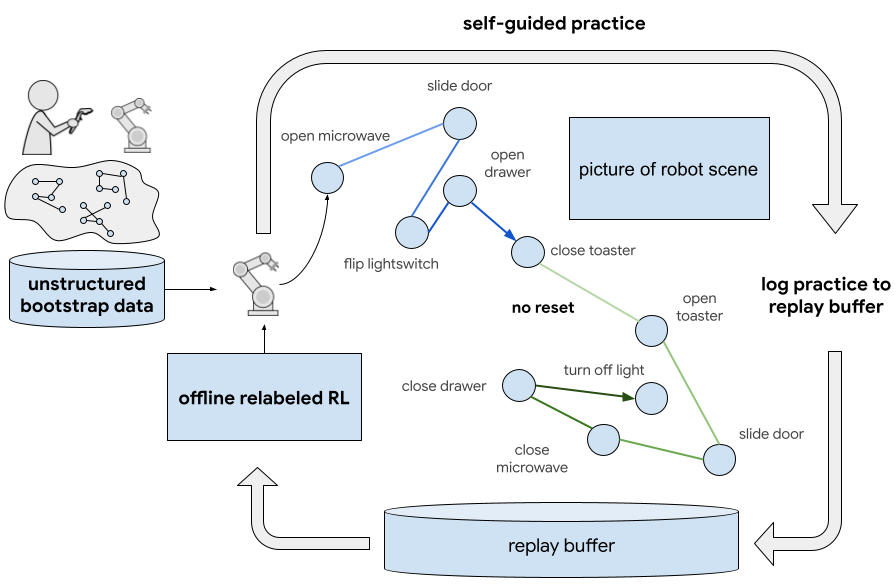 self-guided practice
slide door
open microwave
open
drawer
picture of robot scene
flip lightswitch
close toaster
unstructured
bootstrap data
log practice to
replay buffer
no reset
open
toaster
offline relabeled RL
turn off light
close drawer
slide door
close
microwave
replay buffer